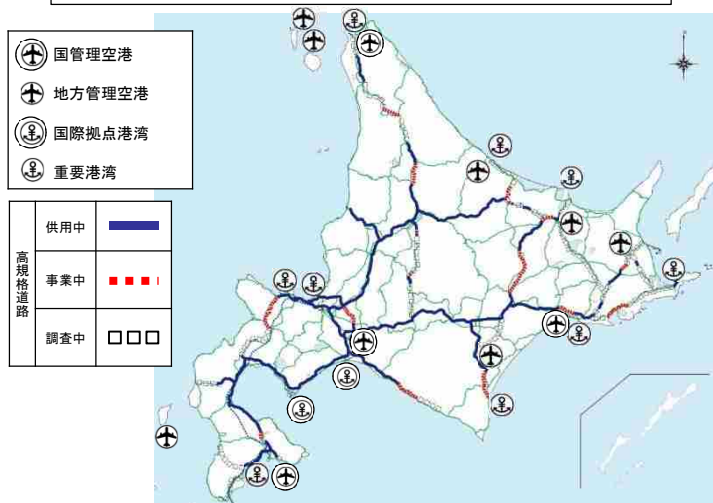 国管理空港
地方管理空港
国際拠点港湾
重要港湾
高規格道路
供用中
事業中
調査中